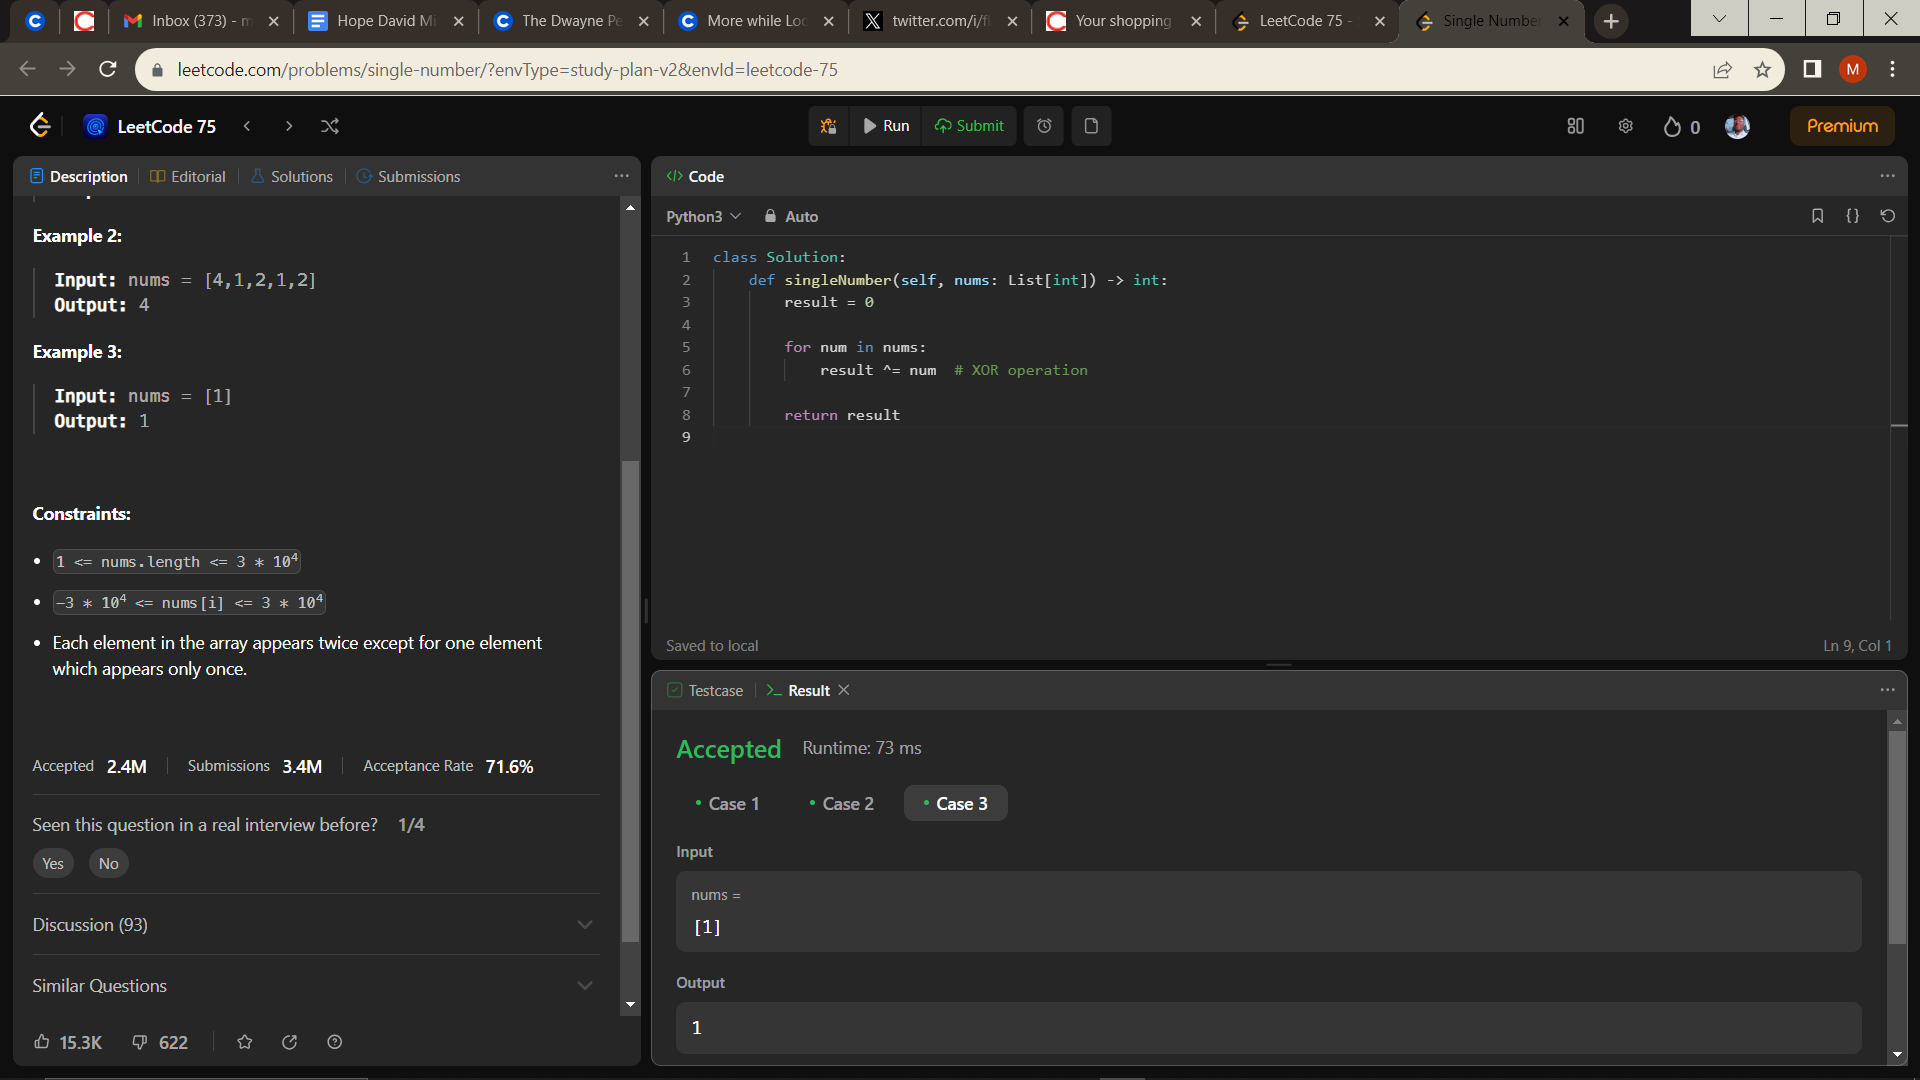 Inbox (373) - m
Hope David Mi
The Dwayne Pe
More while Loo
twitter.com/i/fl
Your shopping
LeetCode 75 -
Single Number
leetcode.com/problems/single-number/?envType=study-plan-v2&envId=leetcode-75
M
LeetCode 75
Run
Submit
0
Premium
Description
Editorial
Solutions
Submissions
Example 2:
Input: nums = [4,1,2,1,2]
Output: 4
Example 3:
Input: nums = [1]
Output: 1
Constraints:
• 1 <= nums.length <= 3 * 10⁴
• -3 * 10⁴ <= nums[i] <= 3 * 10⁴
• Each element in the array appears twice except for one element
which appears only once.
Accepted 2.4M Submissions 3.4M Acceptance Rate 71.6%
Seen this question in a real interview before? 1/4
Yes No
Discussion (93)
Similar Questions
15.3K 622
</> Code
Python3 Auto
1 class Solution:
2     def singleNumber(self, nums: List[int]) -> int:
3         result = 0
4
5         for num in nums:
6             result ^= num  # XOR operation
7
8         return result
9
Saved to local Ln 9, Col 1
Testcase >_ Result
Accepted Runtime: 73 ms
• Case 1 • Case 2 • Case 3
Input
nums =
[1]
Output
1